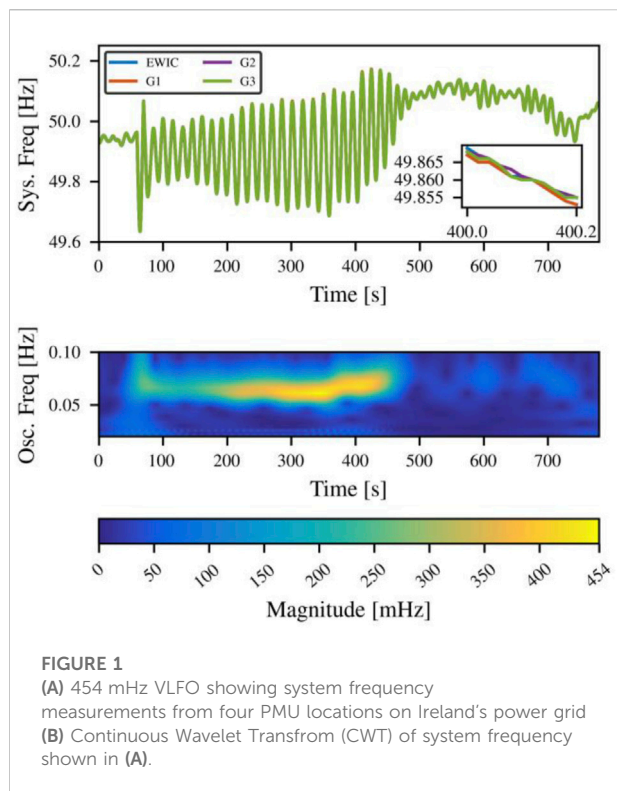 50.2
50.0
49.8
49.6
Sys. Freq [Hz]
EWIC
G1
G2
G3
49.865
49.860
49.855
400.0
400.2
0
100
200
300
400
500
600
700
Time [s]
0.10
0.05
Osc. Freq [Hz]
0
100
200
300
400
500
600
700
Time [s]
0
50
100
150
200
250
300
350
400
454
Magnitude [mHz]
FIGURE 1
(A) 454 mHz VLFO showing system frequency
measurements from four PMU locations on Ireland's power grid
(B) Continuous Wavelet Transfrom (CWT) of system frequency
shown in (A).